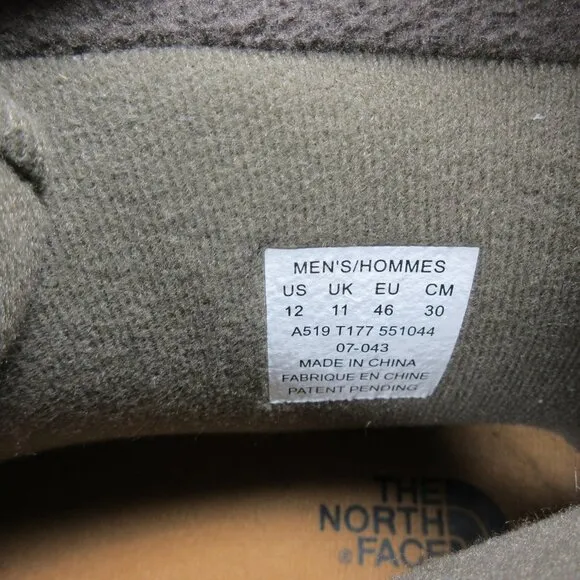 MEN'S/HOMMES
US UK EU CM
12 11 46 30
A519 T177 551044
07-043
MADE IN CHINA
FABRIQUE EN CHINE
PATENT PENDING
THE
NORTH
®FACE